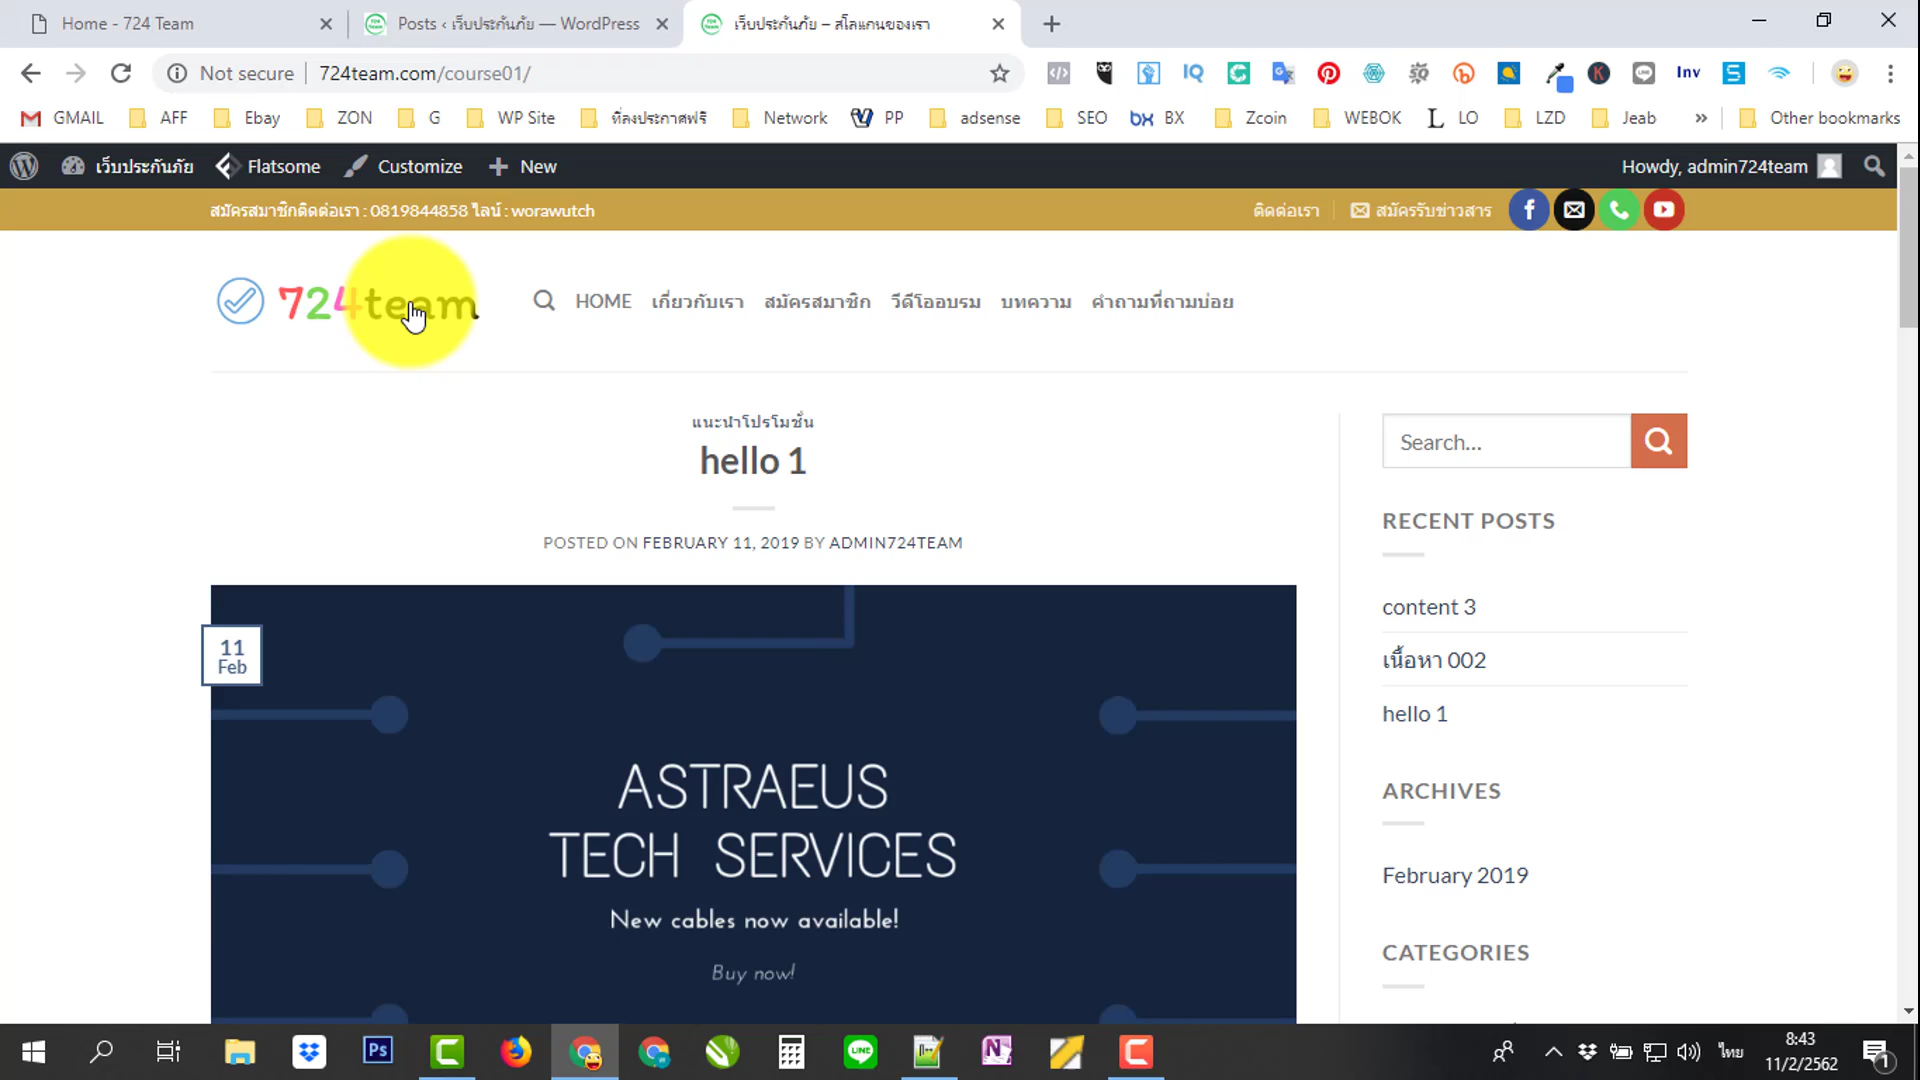 Home - 724 Team
Posts ‹ เว็บประกันภัย — WordPress
เว็บประกันภัย – สโลแกนของเรา
Not secure
724team.com/course01/
Inv
GMAIL
AFF
Ebay
ZON
G
WP Site
ที่ลงประกาศฟรี
Network
PP
adsense
SEO
bx BX
Zcoin
WEBOK
L LO
LZD
Jeab
»
Other bookmarks
เว็บประกันภัย
Flatsome
Customize
New
Howdy, admin724team
สมัครสมาชิกติดต่อเรา : 0819844858 ไลน์ : worawutch
ติดต่อเรา
สมัครรับข่าวสาร
724team
HOME
เกี่ยวกับเรา
สมัครสมาชิก
วีดีโออบรม
บทความ
คำถามที่ถามบ่อย
แนะนำโปรโมชั่น
hello 1
POSTED ON FEBRUARY 11, 2019 BY ADMIN724TEAM
11
Feb
ASTRAEUS
TECH SERVICES
New cables now available!
Buy now!
Search...
RECENT POSTS
content 3
เนื้อหา 002
hello 1
ARCHIVES
February 2019
CATEGORIES
Ps
LINE
N
ไทย
8:43
11/2/2562
1